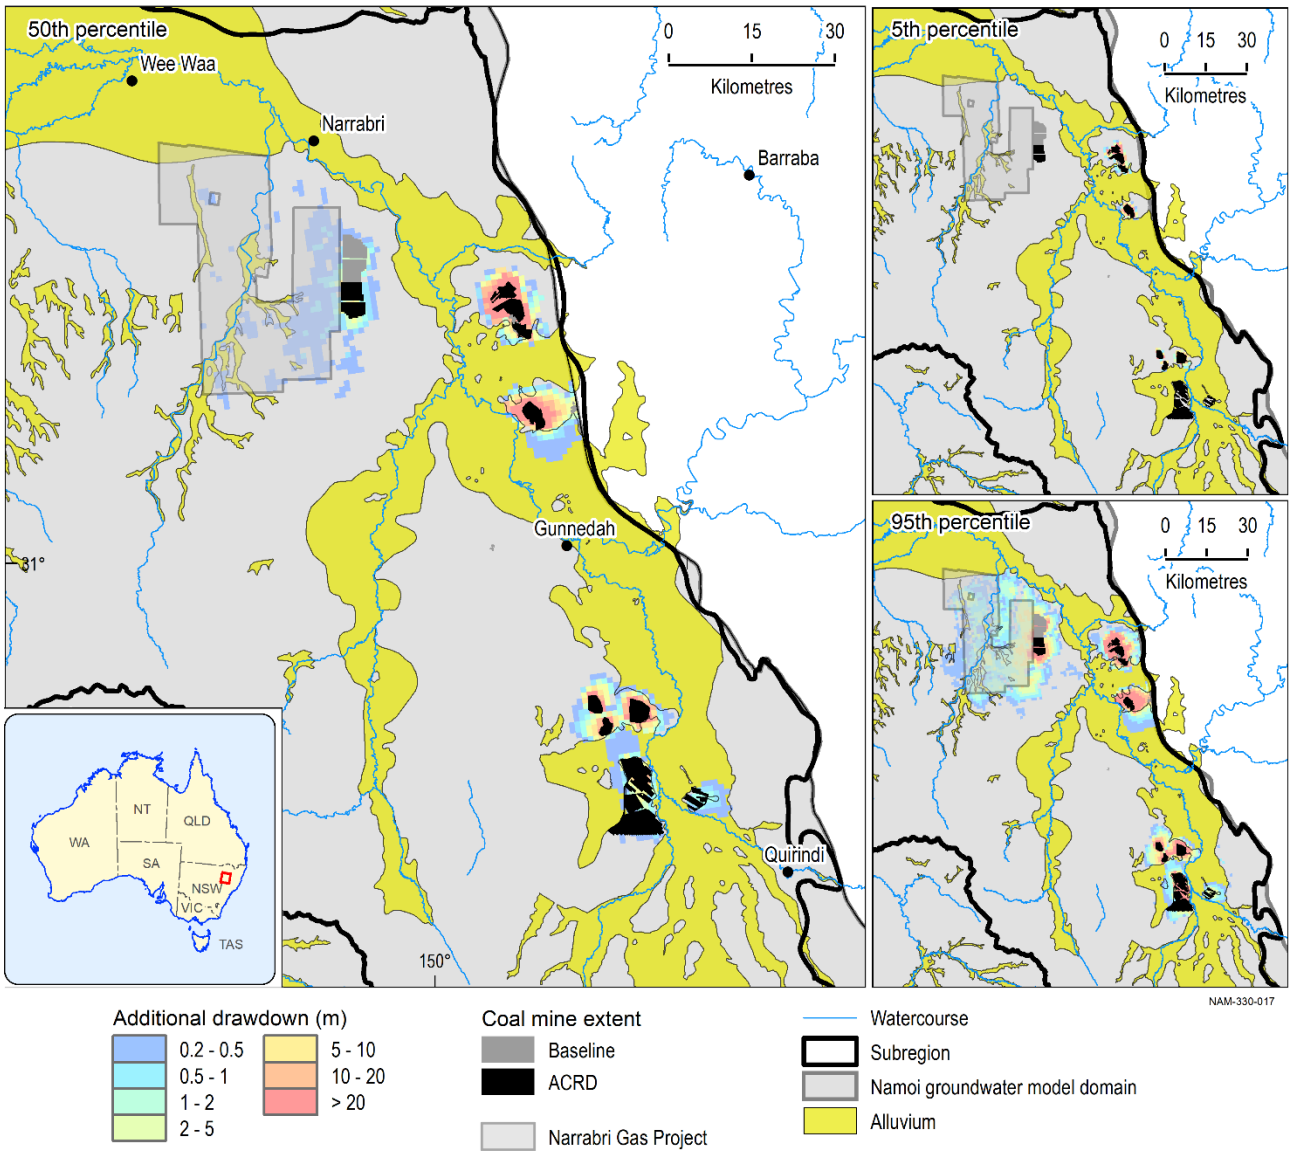 50th percentile
0 15 30
Kilometres
Wee Waa
Narrabri
Barraba
Gunnedah
31°
Quirindi
150°
NT
QLD
WA
SA
NSW
VIC
TAS
5th percentile
0 15 30
Kilometres
95th percentile
0 15 30
Kilometres
NAM-330-017
Additional drawdown (m)
0.2 - 0.5
0.5 - 1
1 - 2
2 - 5
5 - 10
10 - 20
> 20
Coal mine extent
Baseline
ACRD
Narrabri Gas Project
Watercourse
Subregion
Namoi groundwater model domain
Alluvium